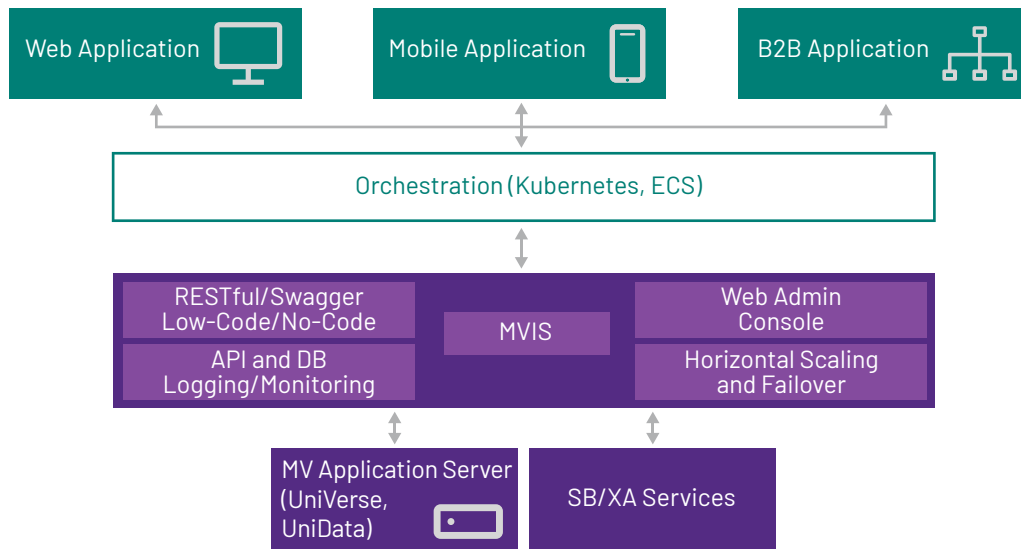 Web Application
Mobile Application
B2B Application
Orchestration (Kubernetes, ECS)
RESTful/Swagger
Low-Code/No-Code
API and DB
Logging/Monitoring
MVIS
Web Admin
Console
Horizontal Scaling
and Failover
MV Application Server
(UniVerse,
UniData)
SB/XA Services